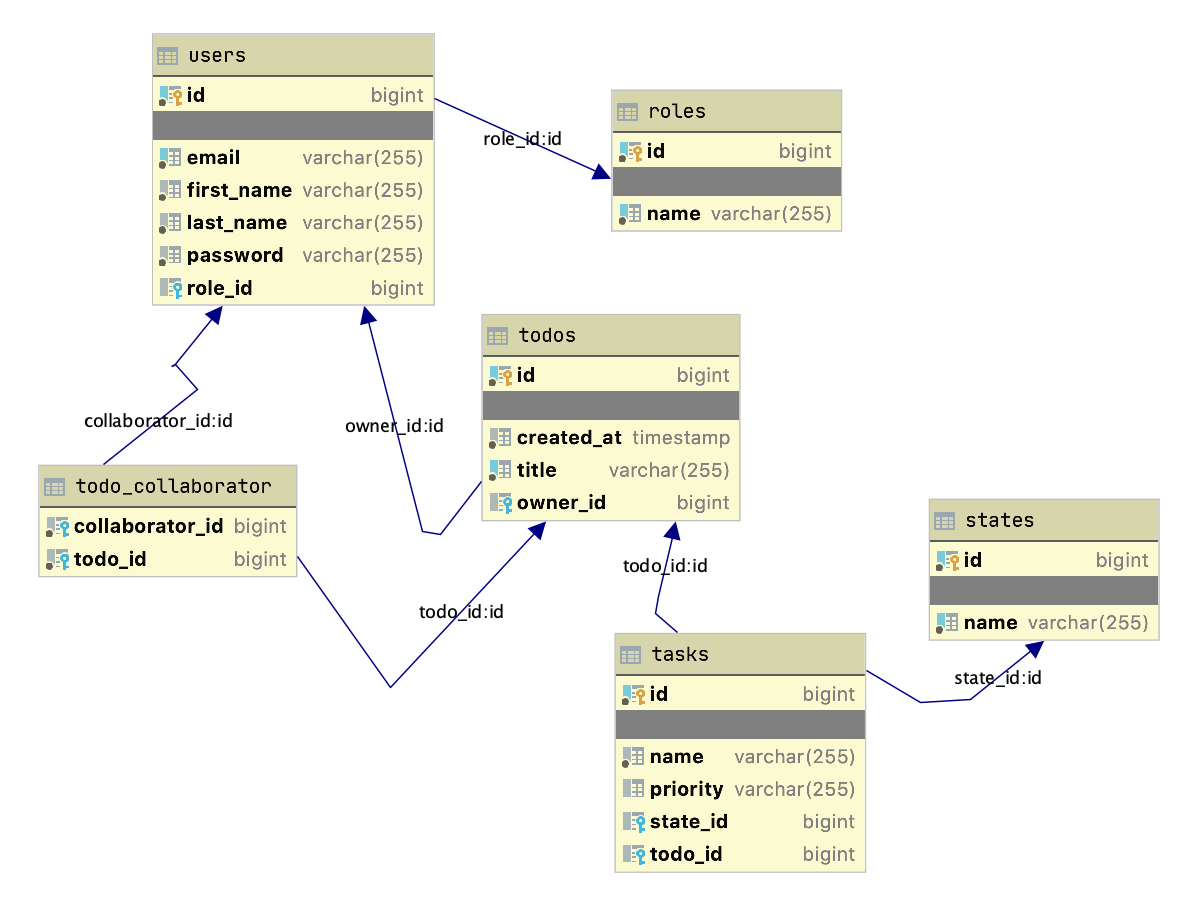 users
id bigint
email varchar(255)
first_name varchar(255)
last_name varchar(255)
password varchar(255)
role_id bigint
role_id:id
roles
id bigint
name varchar(255)
collaborator_id:id
owner_id:id
todos
id bigint
created_at timestamp
title varchar(255)
owner_id bigint
todo_collaborator
collaborator_id bigint
todo_id bigint
todo_id:id
todo_id:id
states
id bigint
name varchar(255)
state_id:id
tasks
id bigint
name varchar(255)
priority varchar(255)
state_id bigint
todo_id bigint